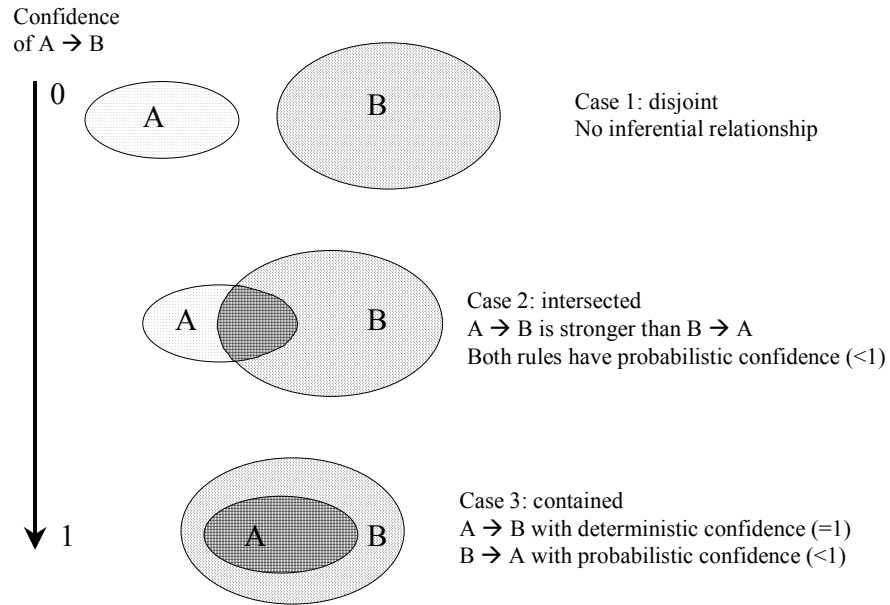 Confidence
of A → B
0
A
B
Case 1: disjoint
No inferential relationship
A
B
Case 2: intersected
A → B is stronger than B → A
Both rules have probabilistic confidence (<1)
A
B
1
Case 3: contained
A → B with deterministic confidence (=1)
B → A with probabilistic confidence (<1)